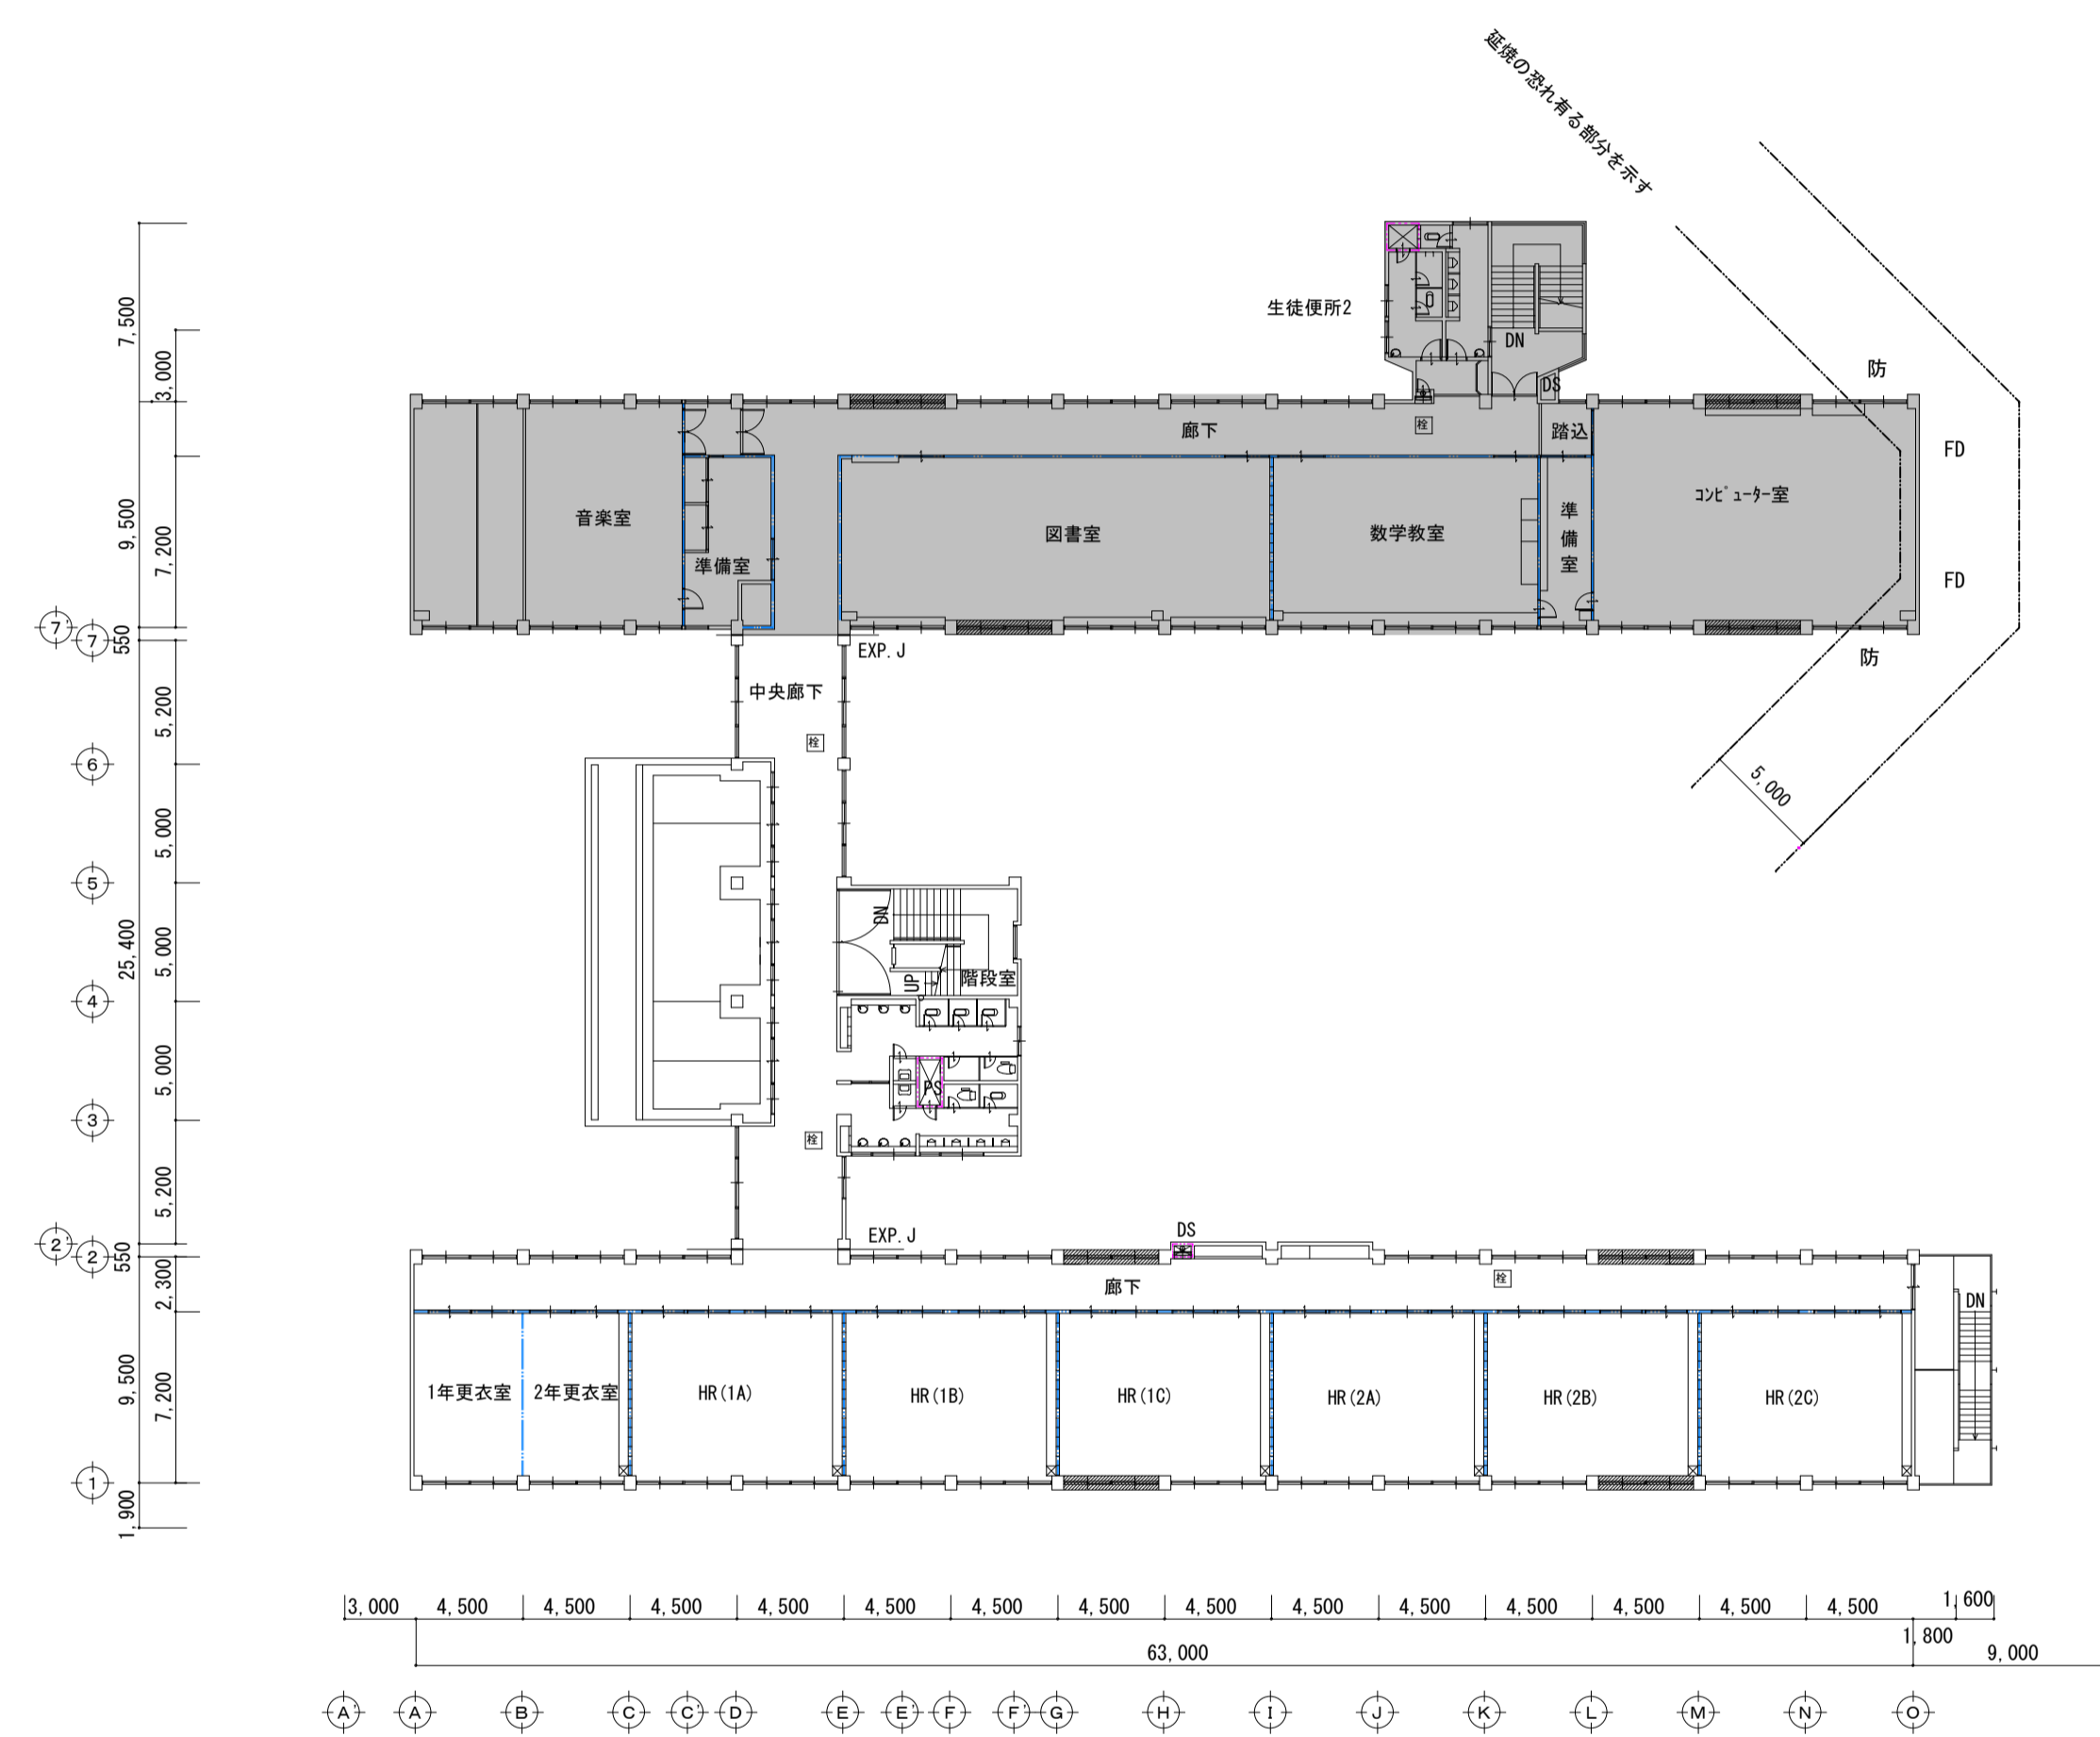 延焼の恐れ有る部分を示す
7,500
3,000
生徒便所2
DN
DS
防
栓
廊下
踏込
FD
9,500
7,200
音楽室
準備室
図書室
数学教室
準備室
コンピューター室
FD
7'
7
550
EXP.J
防
中央廊下
5,200
栓
6
5,000
5,000
5
DN
25,400
5,000
UP
階段室
4
5,000
PS
3
栓
5,200
DS
EXP.J
2'
2
550
2,300
廊下
栓
DN
9,500
7,200
1年更衣室
2年更衣室
HR(1A)
HR(1B)
HR(1C)
HR(2A)
HR(2B)
HR(2C)
1
1,900
3,000 4,500 4,500 4,500 4,500 4,500 4,500 4,500 4,500 4,500 4,500 4,500 4,500 4,500 4,500 1,600
1,800
63,000 9,000
A' A B C C' D E E' F F' G H I J K L M N O